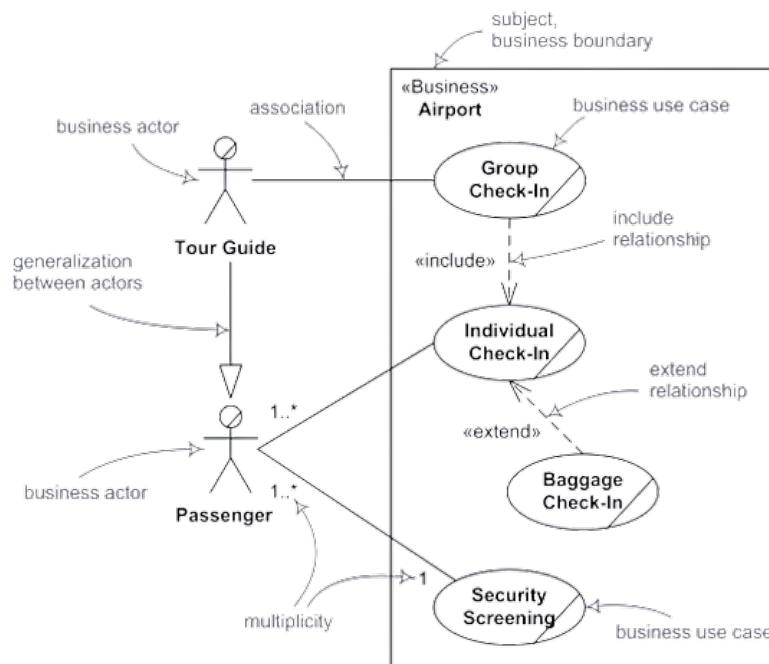 subject,
business boundary
«Business»
Airport
business use case
association
business actor
Group
Check-In
Tour Guide
include
relationship
«include»
generalization
between actors
Individual
Check-In
extend
relationship
1..*
«extend»
Baggage
Check-In
business actor
1..*
Passenger
1
Security
Screening
multiplicity
business use case